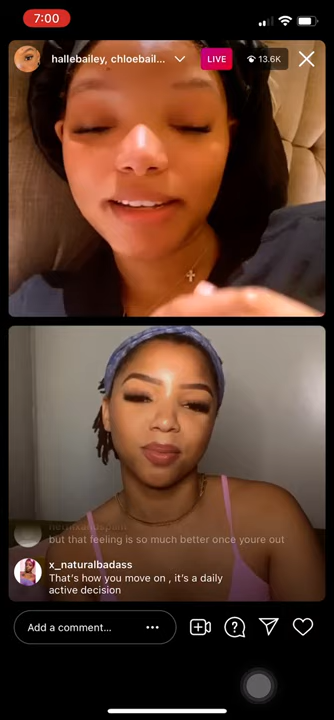 7:00
hallebailey, chloebail...
LIVE
13.6K
but that feeling is so much better once youre out
x_naturalbadass
That's how you move on , it's a daily
active decision
Add a comment...